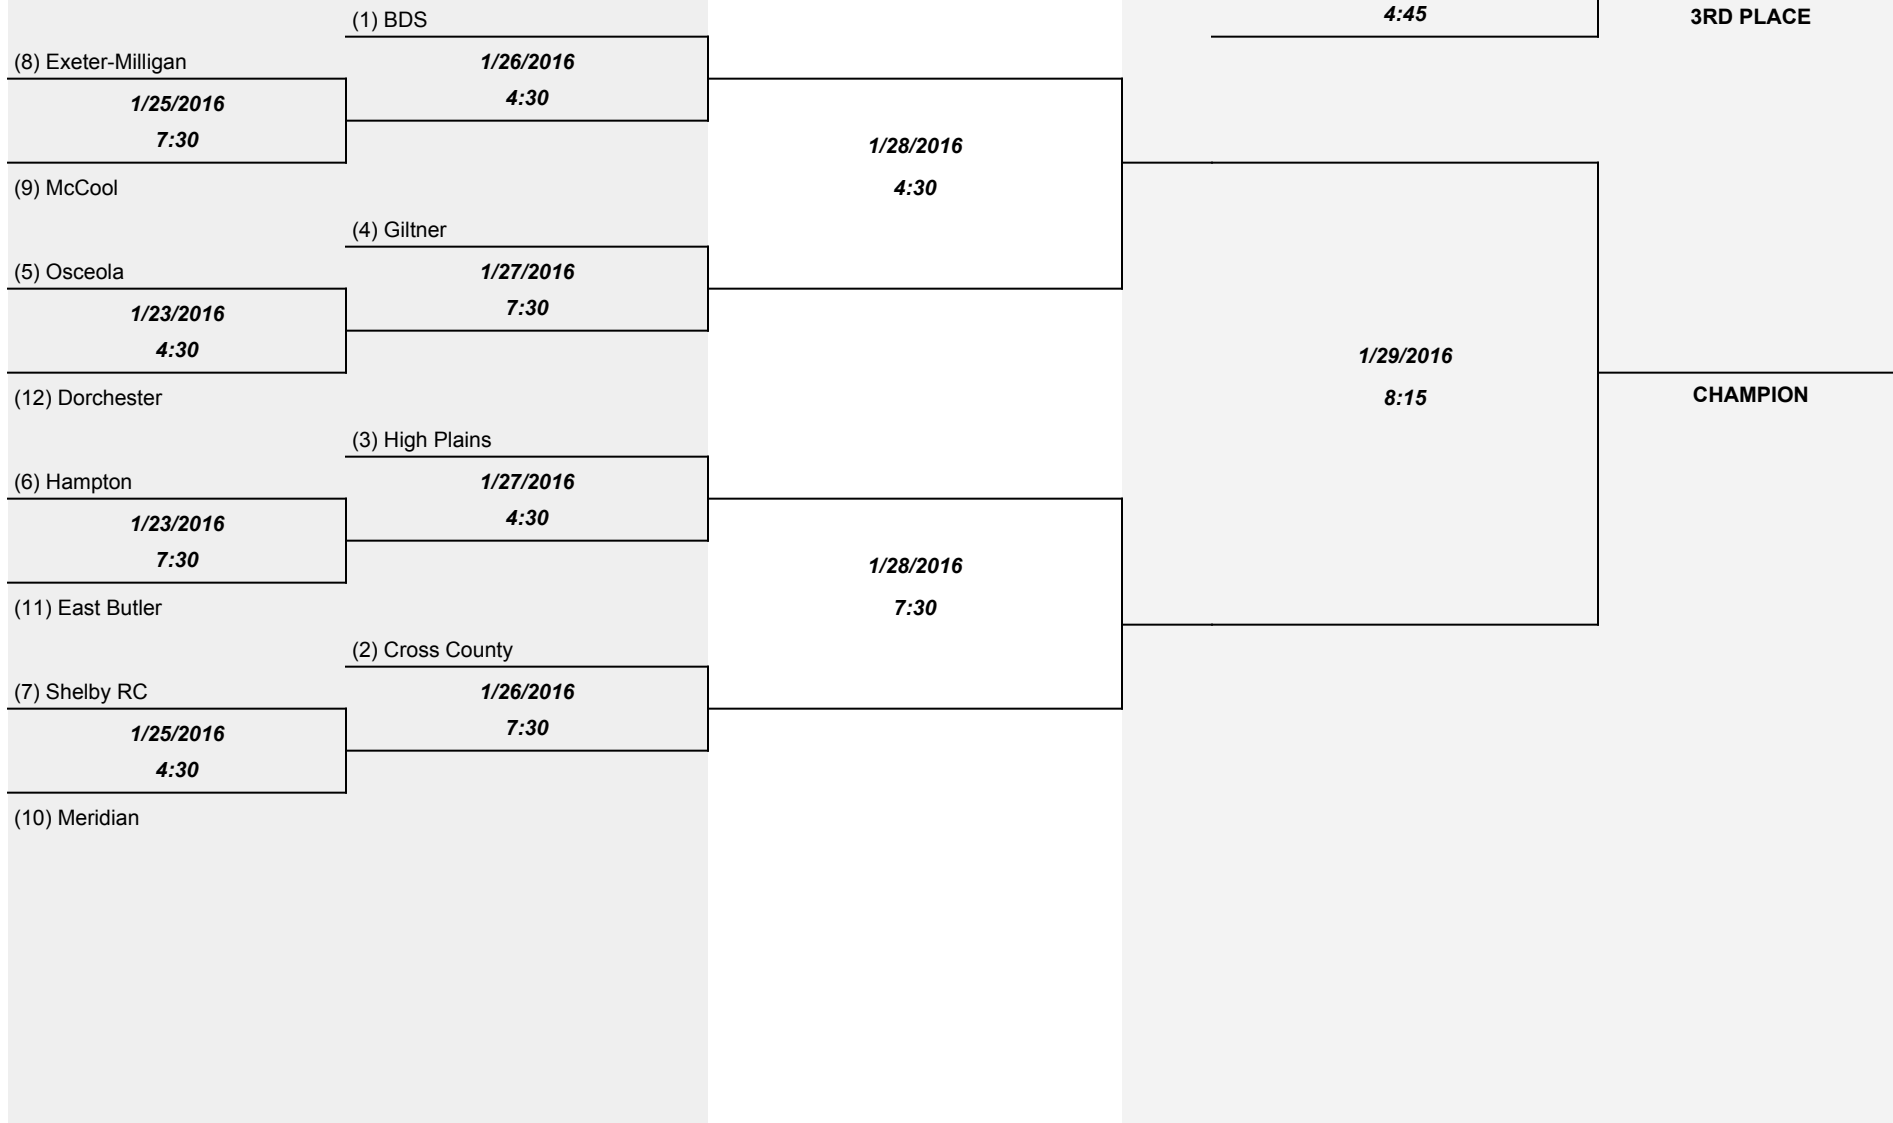 4:45
(1) BDS
3RD PLACE
(8) Exeter-Milligan
1/26/2016
1/25/2016
4:30
7:30
1/28/2016
(9) McCool
4:30
(4) Giltner
(5) Osceola
1/27/2016
1/23/2016
7:30
4:30
1/29/2016
(12) Dorchester
8:15
CHAMPION
(3) High Plains
(6) Hampton
1/27/2016
1/23/2016
4:30
7:30
1/28/2016
(11) East Butler
7:30
(2) Cross County
(7) Shelby RC
1/26/2016
1/25/2016
7:30
4:30
(10) Meridian